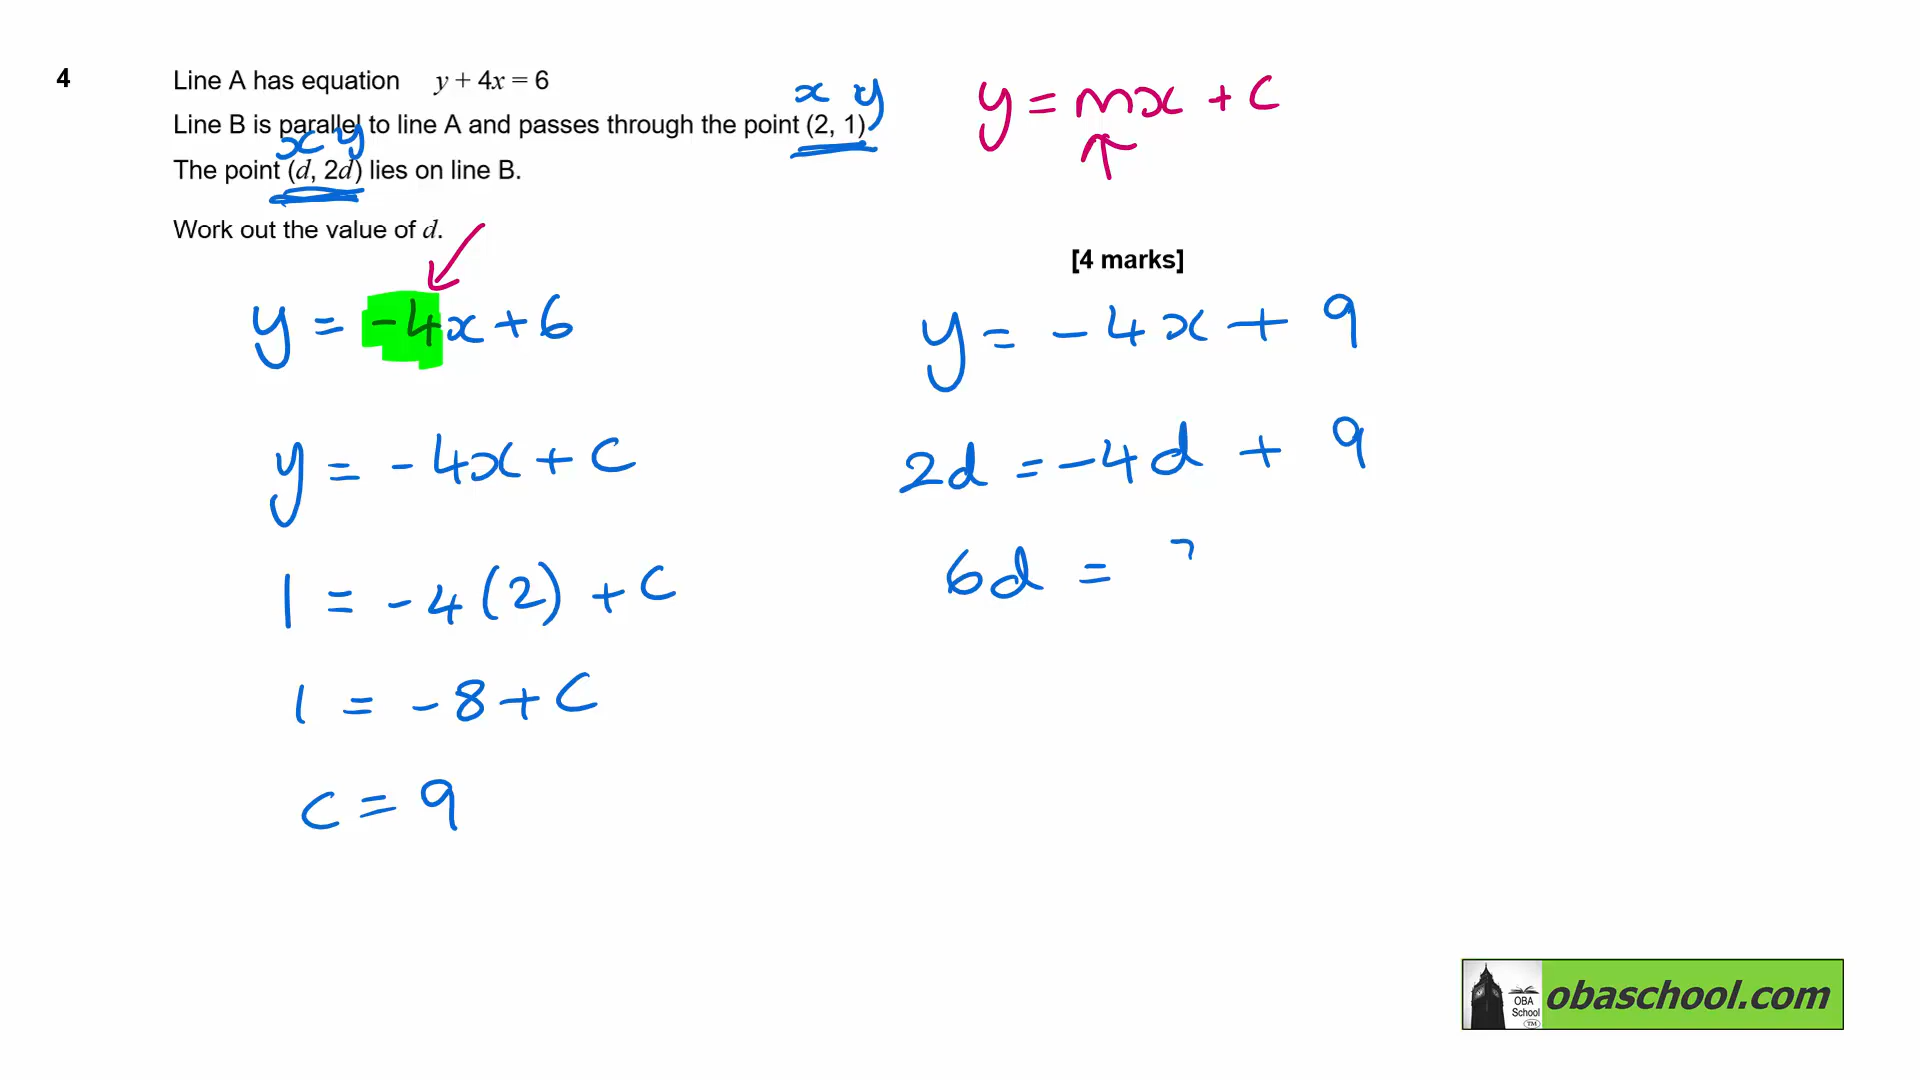 4 Line A has equation y + 4x = 6
x y
y = mx + c
Line B is parallel to line A and passes through the point (2, 1)
x y
The point (d, 2d) lies on line B.
Work out the value of d.
[4 marks]
y = -4x + 6
y = -4x + c
1 = -4(2) + c
1 = -8 + c
c = 9
y = -4x + 9
2d = -4d + 9
6d =
OBA
School
TM
obaschool.com